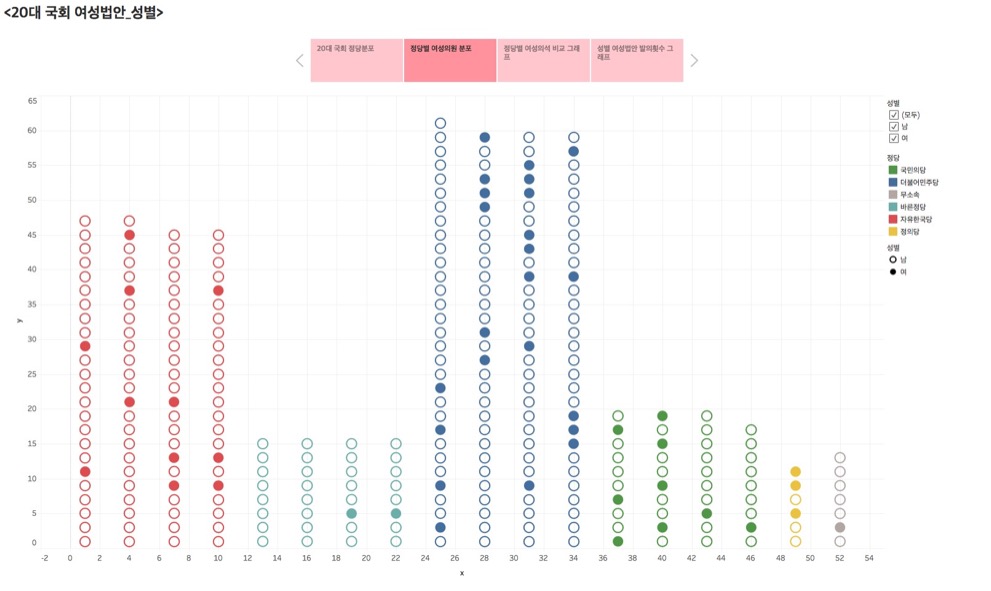 <20대 국회 여성법안_성별>
20대 국회 정당분포
정당별 여성의원 분포
정당별 여성의석 비교 그래
프
성별 여성법안 발의횟수 그
래프
성별
(모두)
남
여
정당
국민의당
더불어민주당
무소속
바른정당
자유한국당
정의당
성별
남
여
65
60
55
50
45
40
35
30
25
20
15
10
5
0
y
-2 0 2 4 6 8 10 12 14 16 18 20 22 24 26 28 30 32 34 36 38 40 42 44 46 48 50 52 54
x